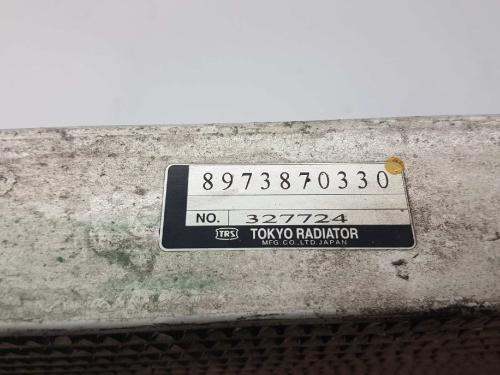 8973870330
NO. 327724
TRS TOKYO RADIATOR
MFG.CO.,LTD.JAPAN